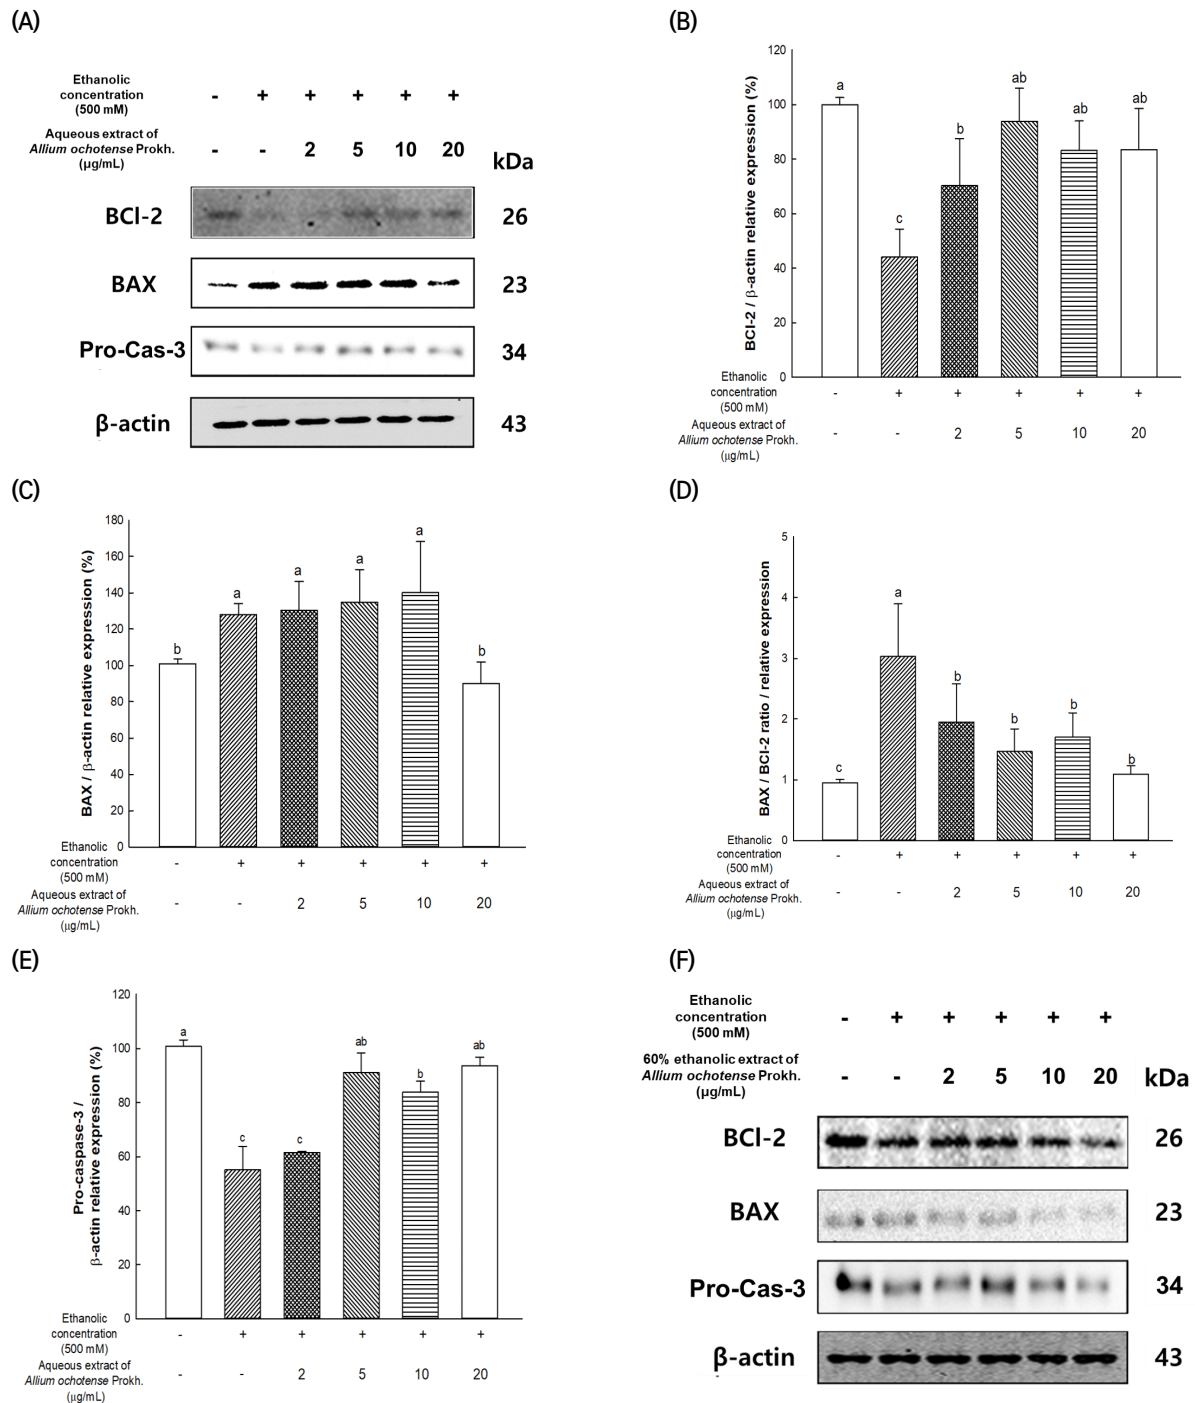 (A)
Ethanolic
concentration
(500 mM)
- + + + + +
Aqueous extract of
Allium ochotense Prokh.
(μg/mL)
- - 2 5 10 20
kDa
BCl-2 26
BAX 23
Pro-Cas-3 34
β-actin 43
(B)
BCl-2 / β-actin relative expression (%)
120
100
80
60
40
20
0
a
c
b
ab
ab
ab
Ethanolic
concentration
(500 mM)
- + + + + +
Aqueous extract of
Allium ochotense Prokh.
(μg/mL)
- - 2 5 10 20
(C)
BAX / β-actin relative expression (%)
180
160
140
120
100
80
60
40
20
0
b
a
a
a
a
b
Ethanolic
concentration
(500 mM)
- + + + + +
Aqueous extract of
Allium ochotense Prokh.
(μg/mL)
- - 2 5 10 20
(D)
BAX / BCl-2 ratio / relative expression
5
4
3
2
1
0
c
a
b
b
b
b
Ethanolic
concentration
(500 mM)
- + + + + +
Aqueous extract of
Allium ochotense Prokh.
(μg/mL)
- - 2 5 10 20
(E)
Pro-caspase-3 /
β-actin relative expression (%)
120
100
80
60
40
20
0
a
c
c
ab
b
ab
Ethanolic
concentration
(500 mM)
- + + + + +
Aqueous extract of
Allium ochotense Prokh.
(μg/mL)
- - 2 5 10 20
(F)
Ethanolic
concentration
(500 mM)
- + + + + +
60% ethanolic extract of
Allium ochotense Prokh.
(μg/mL)
- - 2 5 10 20
kDa
BCl-2 26
BAX 23
Pro-Cas-3 34
β-actin 43